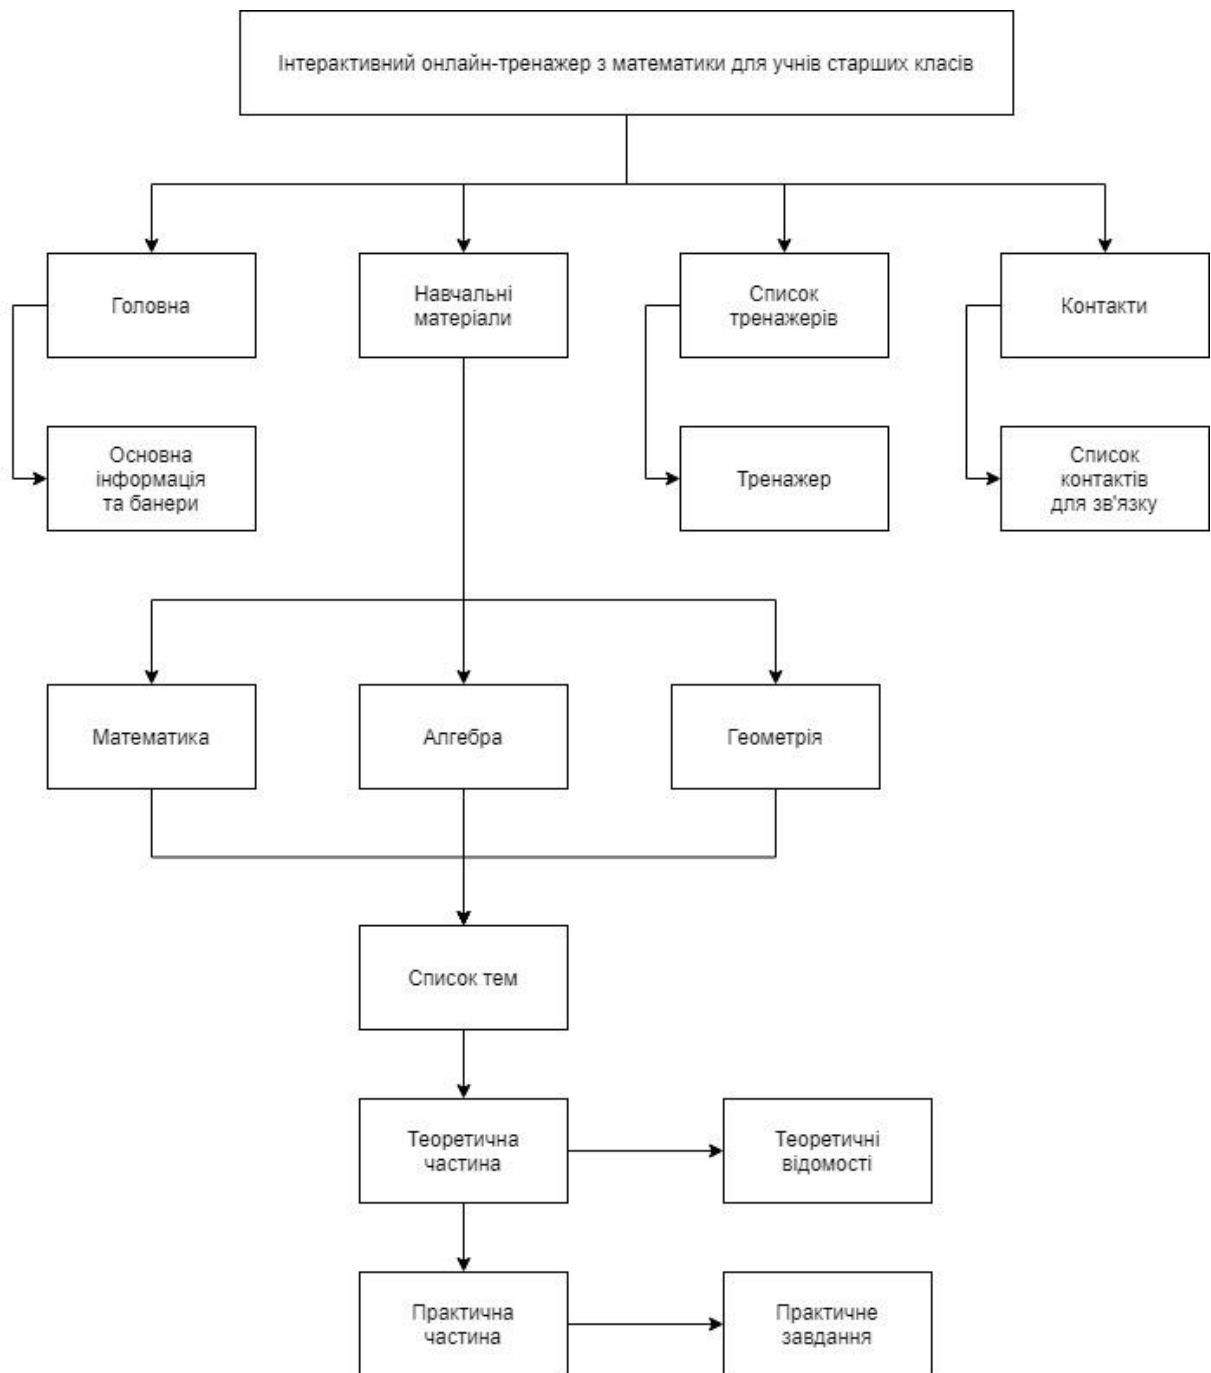 Інтерактивний онлайн-тренажер з математики для учнів старших класів
Головна
Навчальні
матеріали
Список
тренажерів
Контакти
Основна
інформація
та банери
Тренажер
Список
контактів
для зв'язку
Математика
Алгебра
Геометрія
Список тем
Теоретична
частина
Теоретичні
відомості
Практична
частина
Практичне
завдання